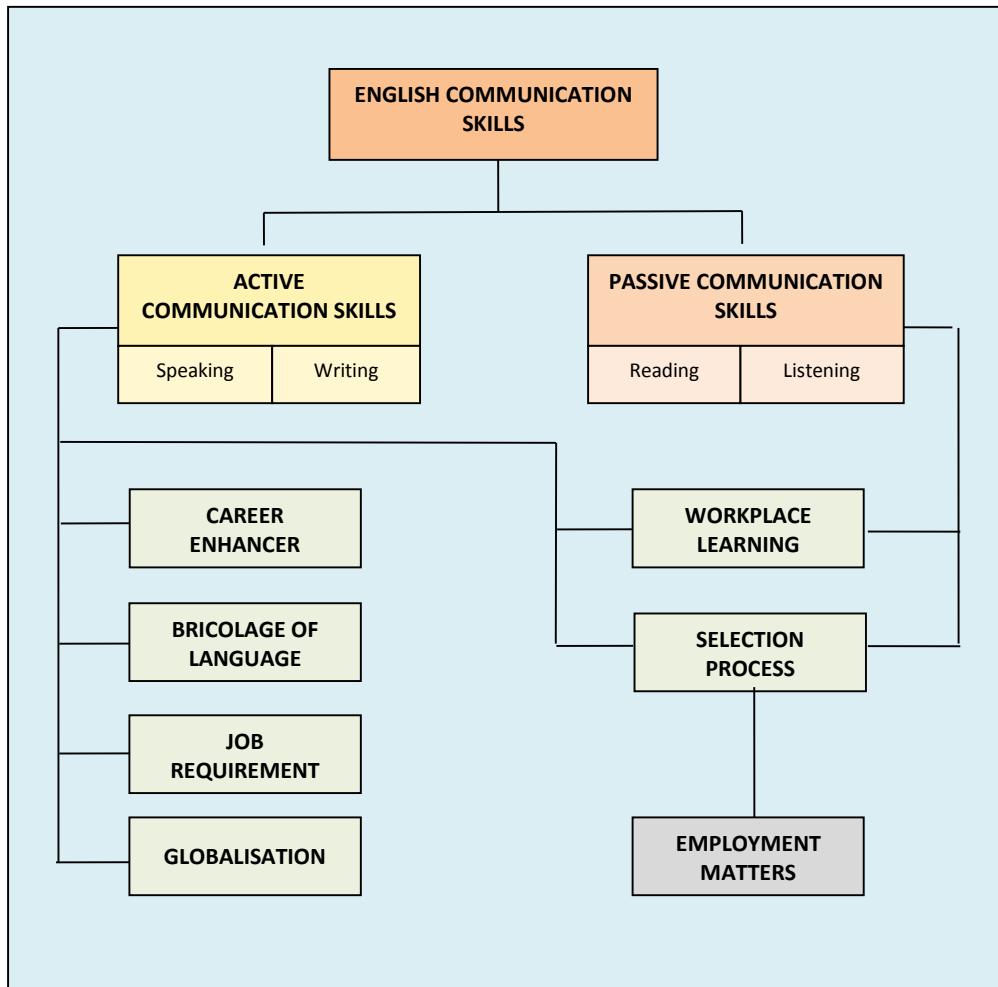 ENGLISH COMMUNICATION
SKILLS
ACTIVE
COMMUNICATION SKILLS
Speaking
Writing
PASSIVE COMMUNICATION
SKILLS
Reading
Listening
CAREER
ENHANCER
BRICOLAGE OF
LANGUAGE
JOB
REQUIREMENT
GLOBALISATION
WORKPLACE
LEARNING
SELECTION
PROCESS
EMPLOYMENT
MATTERS